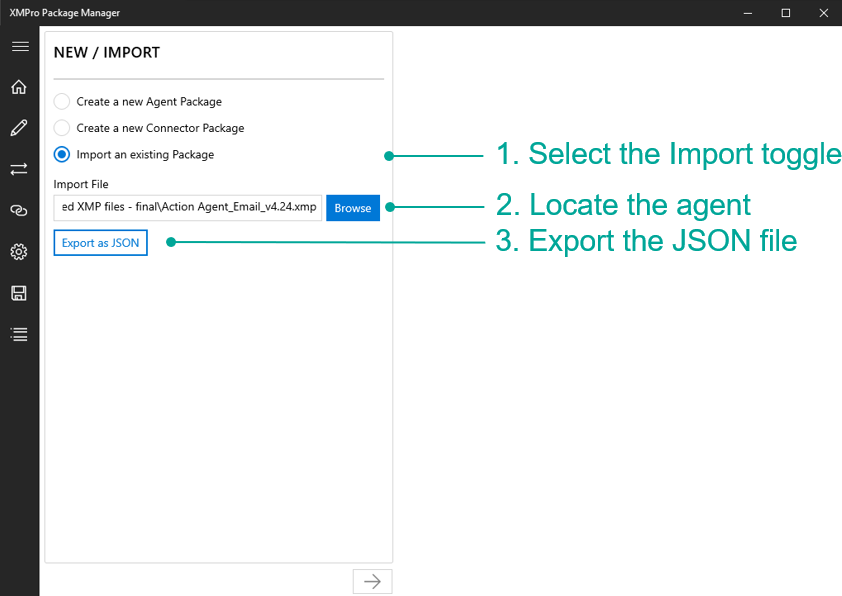 XMPro Package Manager
NEW / IMPORT
Create a new Agent Package
Create a new Connector Package
Import an existing Package
1. Select the Import toggle
Import File
ed XMP files - final\Action Agent_Email_v4.24.xmp
Browse
2. Locate the agent
Export as JSON
3. Export the JSON file